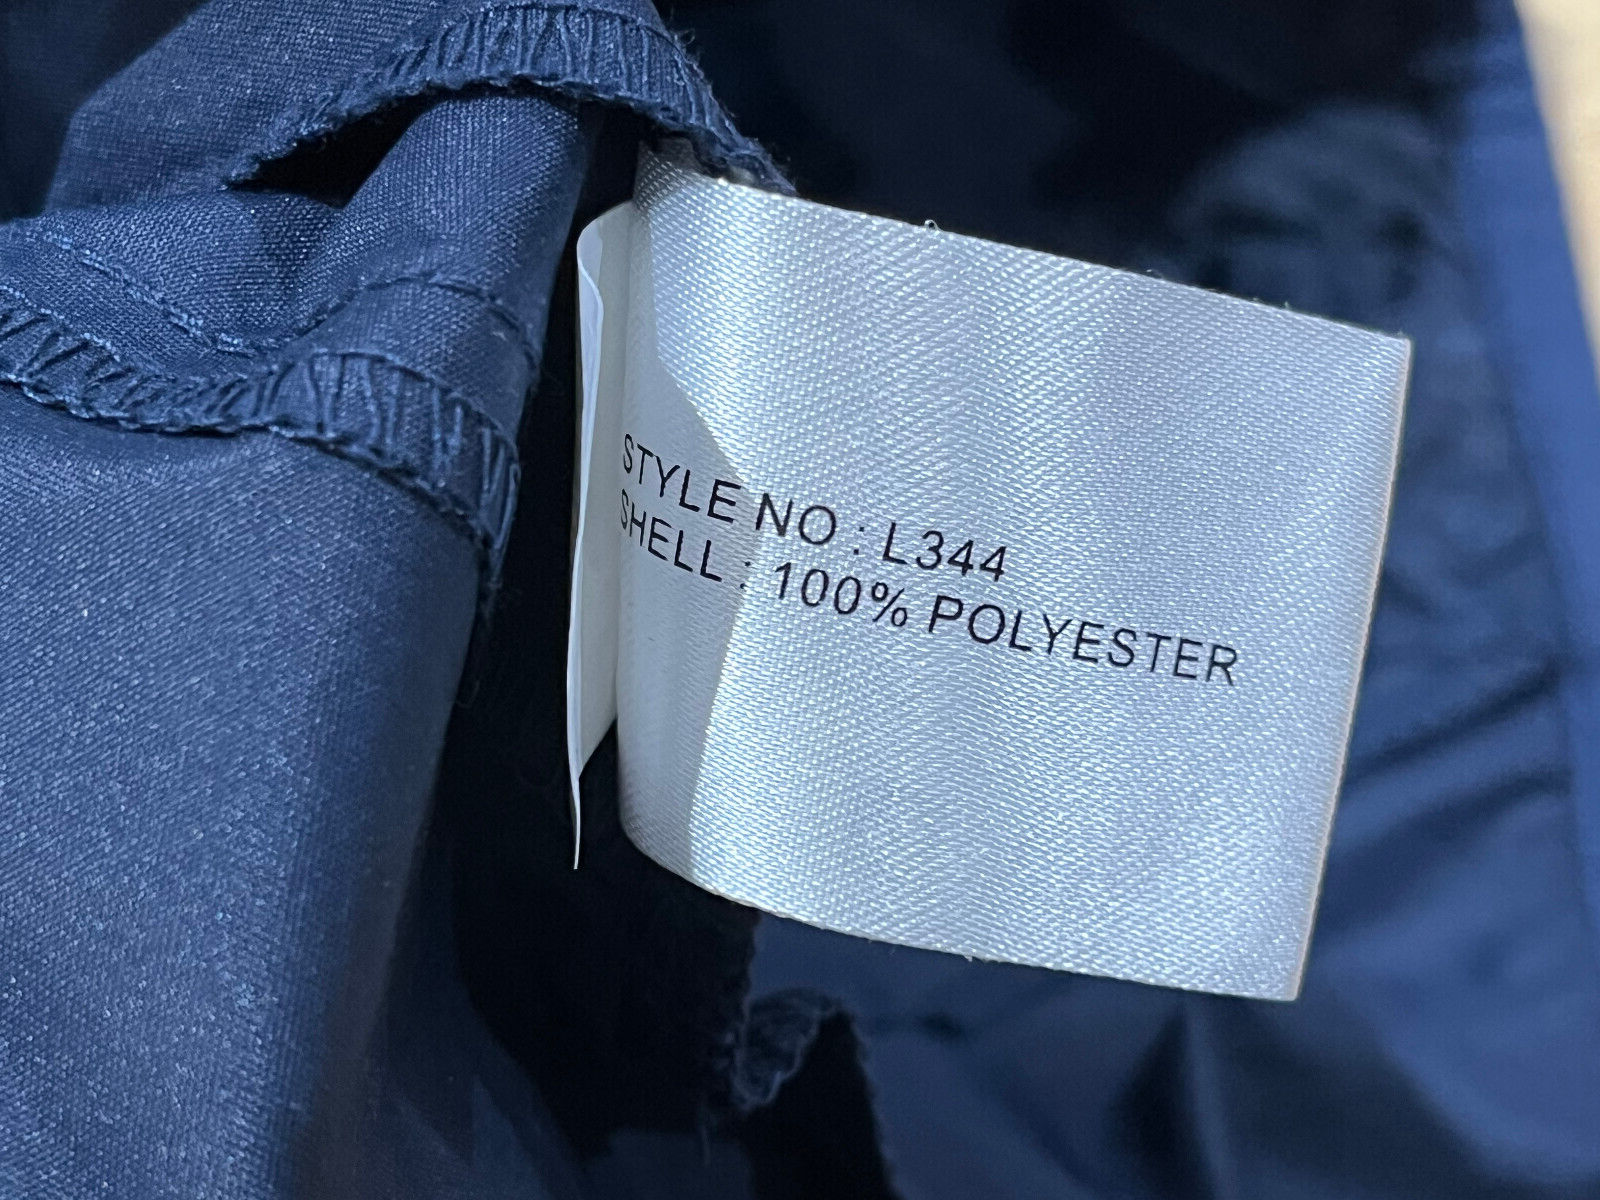 STYLE NO : L344
SHELL : 100% POLYESTER